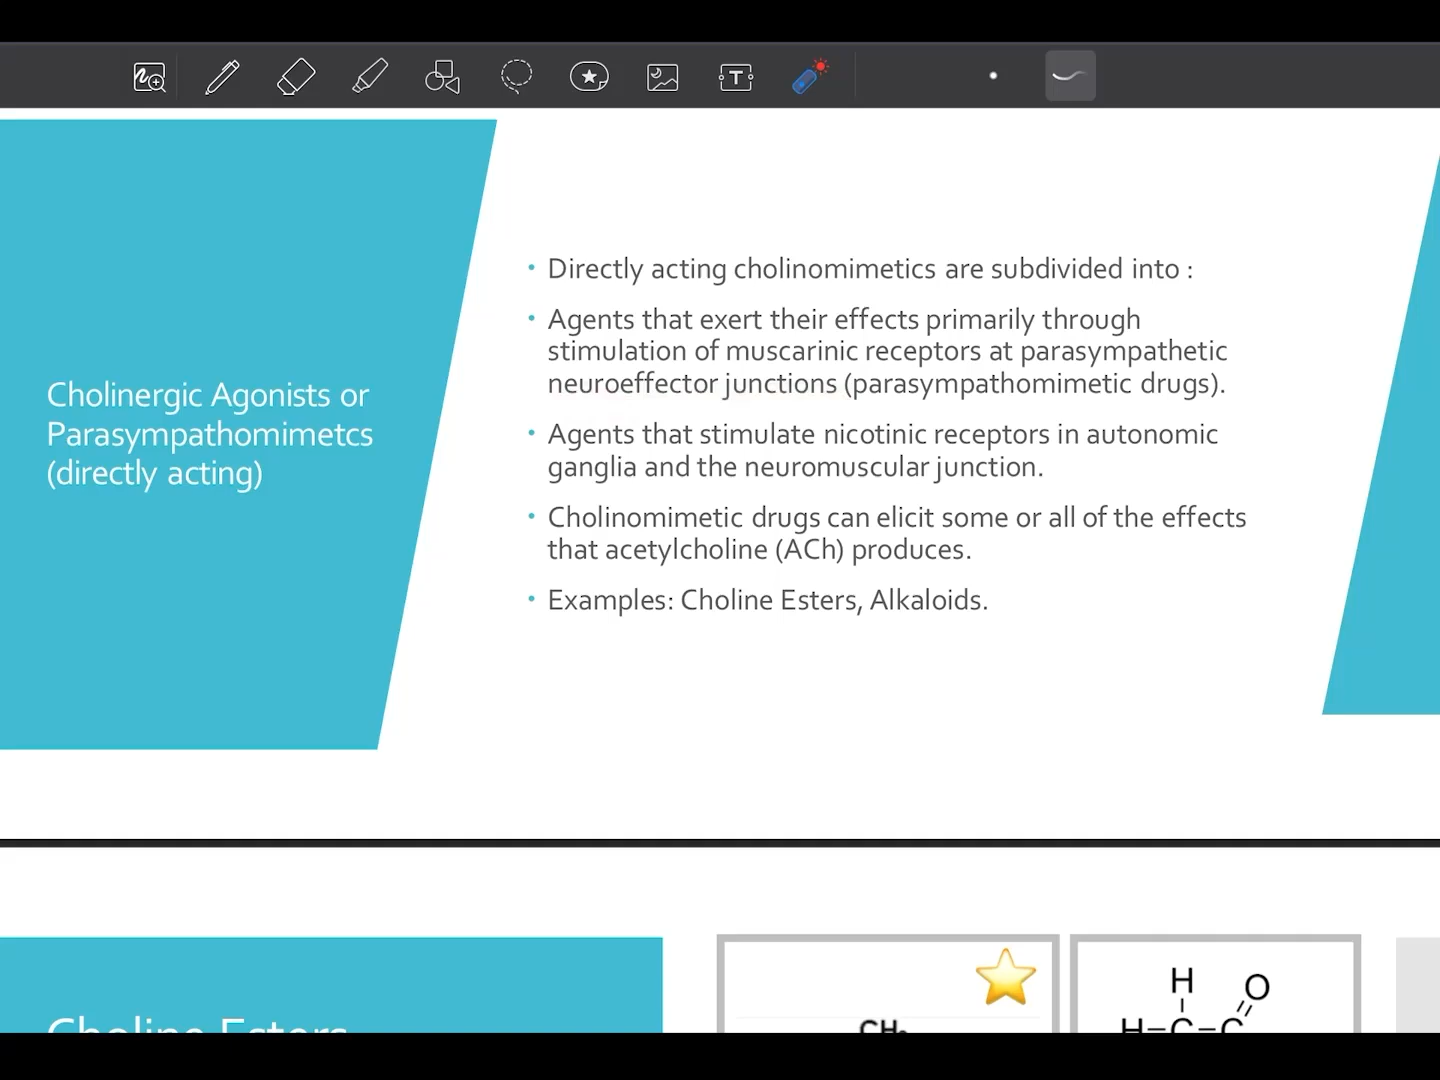 Cholinergic Agonists or
Parasympathomimetcs
(directly acting)
• Directly acting cholinomimetics are subdivided into :
• Agents that exert their effects primarily through
stimulation of muscarinic receptors at parasympathetic
neuroeffector junctions (parasympathomimetic drugs).
• Agents that stimulate nicotinic receptors in autonomic
ganglia and the neuromuscular junction.
• Cholinomimetic drugs can elicit some or all of the effects
that acetylcholine (ACh) produces.
• Examples: Choline Esters, Alkaloids.
Choline Esters
CH₃
H O
H–C–C